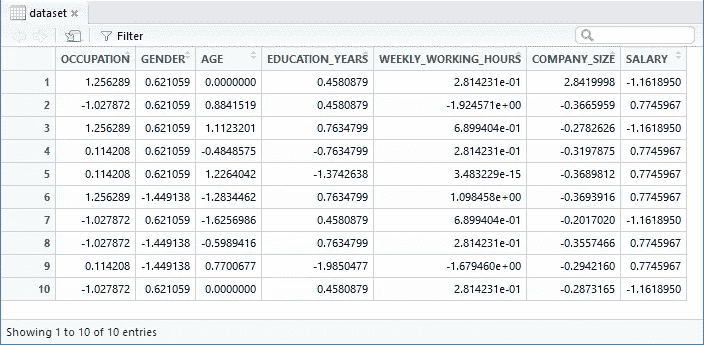 dataset
Filter
OCCUPATION GENDER AGE EDUCATION_YEARS WEEKLY_WORKING_HOURS COMPANY_SIZE SALARY
1 1.256289 0.621059 0.0000000 0.4580879 2.814231e-01 2.8419998 -1.1618950
2 -1.027872 0.621059 0.8841519 0.4580879 -1.924571e+00 -0.3665959 0.7745967
3 1.256289 0.621059 1.1123201 0.7634799 6.899404e-01 -0.2782626 -1.1618950
4 0.114208 0.621059 -0.4848575 -0.7634799 2.814231e-01 -0.3197875 0.7745967
5 0.114208 0.621059 1.2264042 -1.3742638 3.483229e-15 -0.3689812 0.7745967
6 1.256289 -1.449138 -1.2834462 0.7634799 1.098458e+00 -0.3693916 0.7745967
7 -1.027872 0.621059 -1.6256986 0.4580879 6.899404e-01 -0.2017020 -1.1618950
8 -1.027872 -1.449138 -0.5989416 0.7634799 2.814231e-01 -0.3557466 0.7745967
9 0.114208 -1.449138 0.7700677 -1.9850477 -1.679460e+00 -0.2942160 0.7745967
10 -1.027872 0.621059 0.0000000 0.4580879 2.814231e-01 -0.2873165 -1.1618950
Showing 1 to 10 of 10 entries